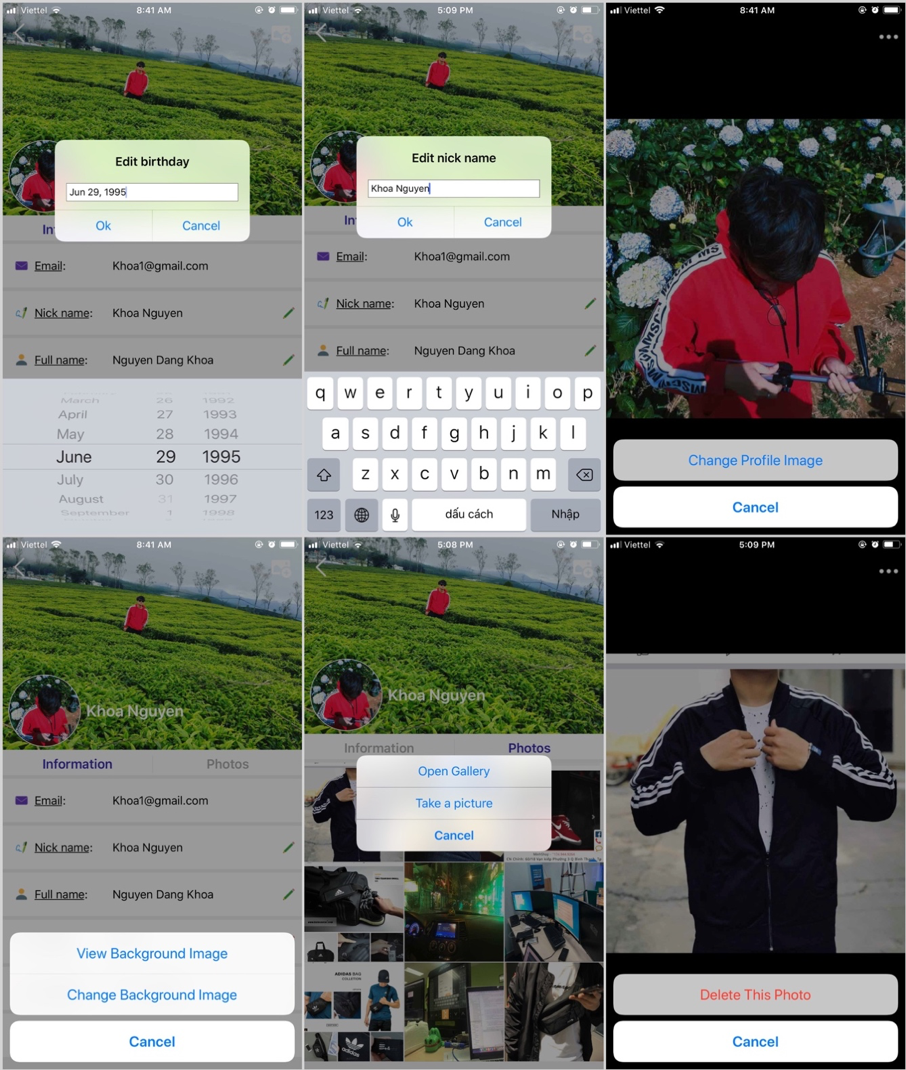 Viettel
8:41 AM
Edit birthday
Jun 29, 1995
Ok
Cancel
In
Email:
Khoa1@gmail.com
Nick name:
Khoa Nguyen
Full name:
Nguyen Dang Khoa
March 26 1992
April 27 1993
May 28 1994
June 29 1995
July 30 1996
August 31 1997
September 1 1998
Viettel
5:09 PM
Edit nick name
Khoa Nguyen
Ok
Cancel
In
Email:
Khoa1@gmail.com
Nick name:
Khoa Nguyen
Full name:
Nguyen Dang Khoa
q w e r t y u i o p
a s d f g h j k l
z x c v b n m
123
dấu cách
Nhập
Viettel
8:41 AM
Change Profile Image
Cancel
Viettel
8:41 AM
Khoa Nguyen
Information
Photos
Email:
Khoa1@gmail.com
Nick name:
Khoa Nguyen
Full name:
Nguyen Dang Khoa
View Background Image
Change Background Image
Cancel
Viettel
5:08 PM
Khoa Nguyen
Information
Photos
Open Gallery
Take a picture
Cancel
adidas
Viettel
5:09 PM
Delete This Photo
Cancel